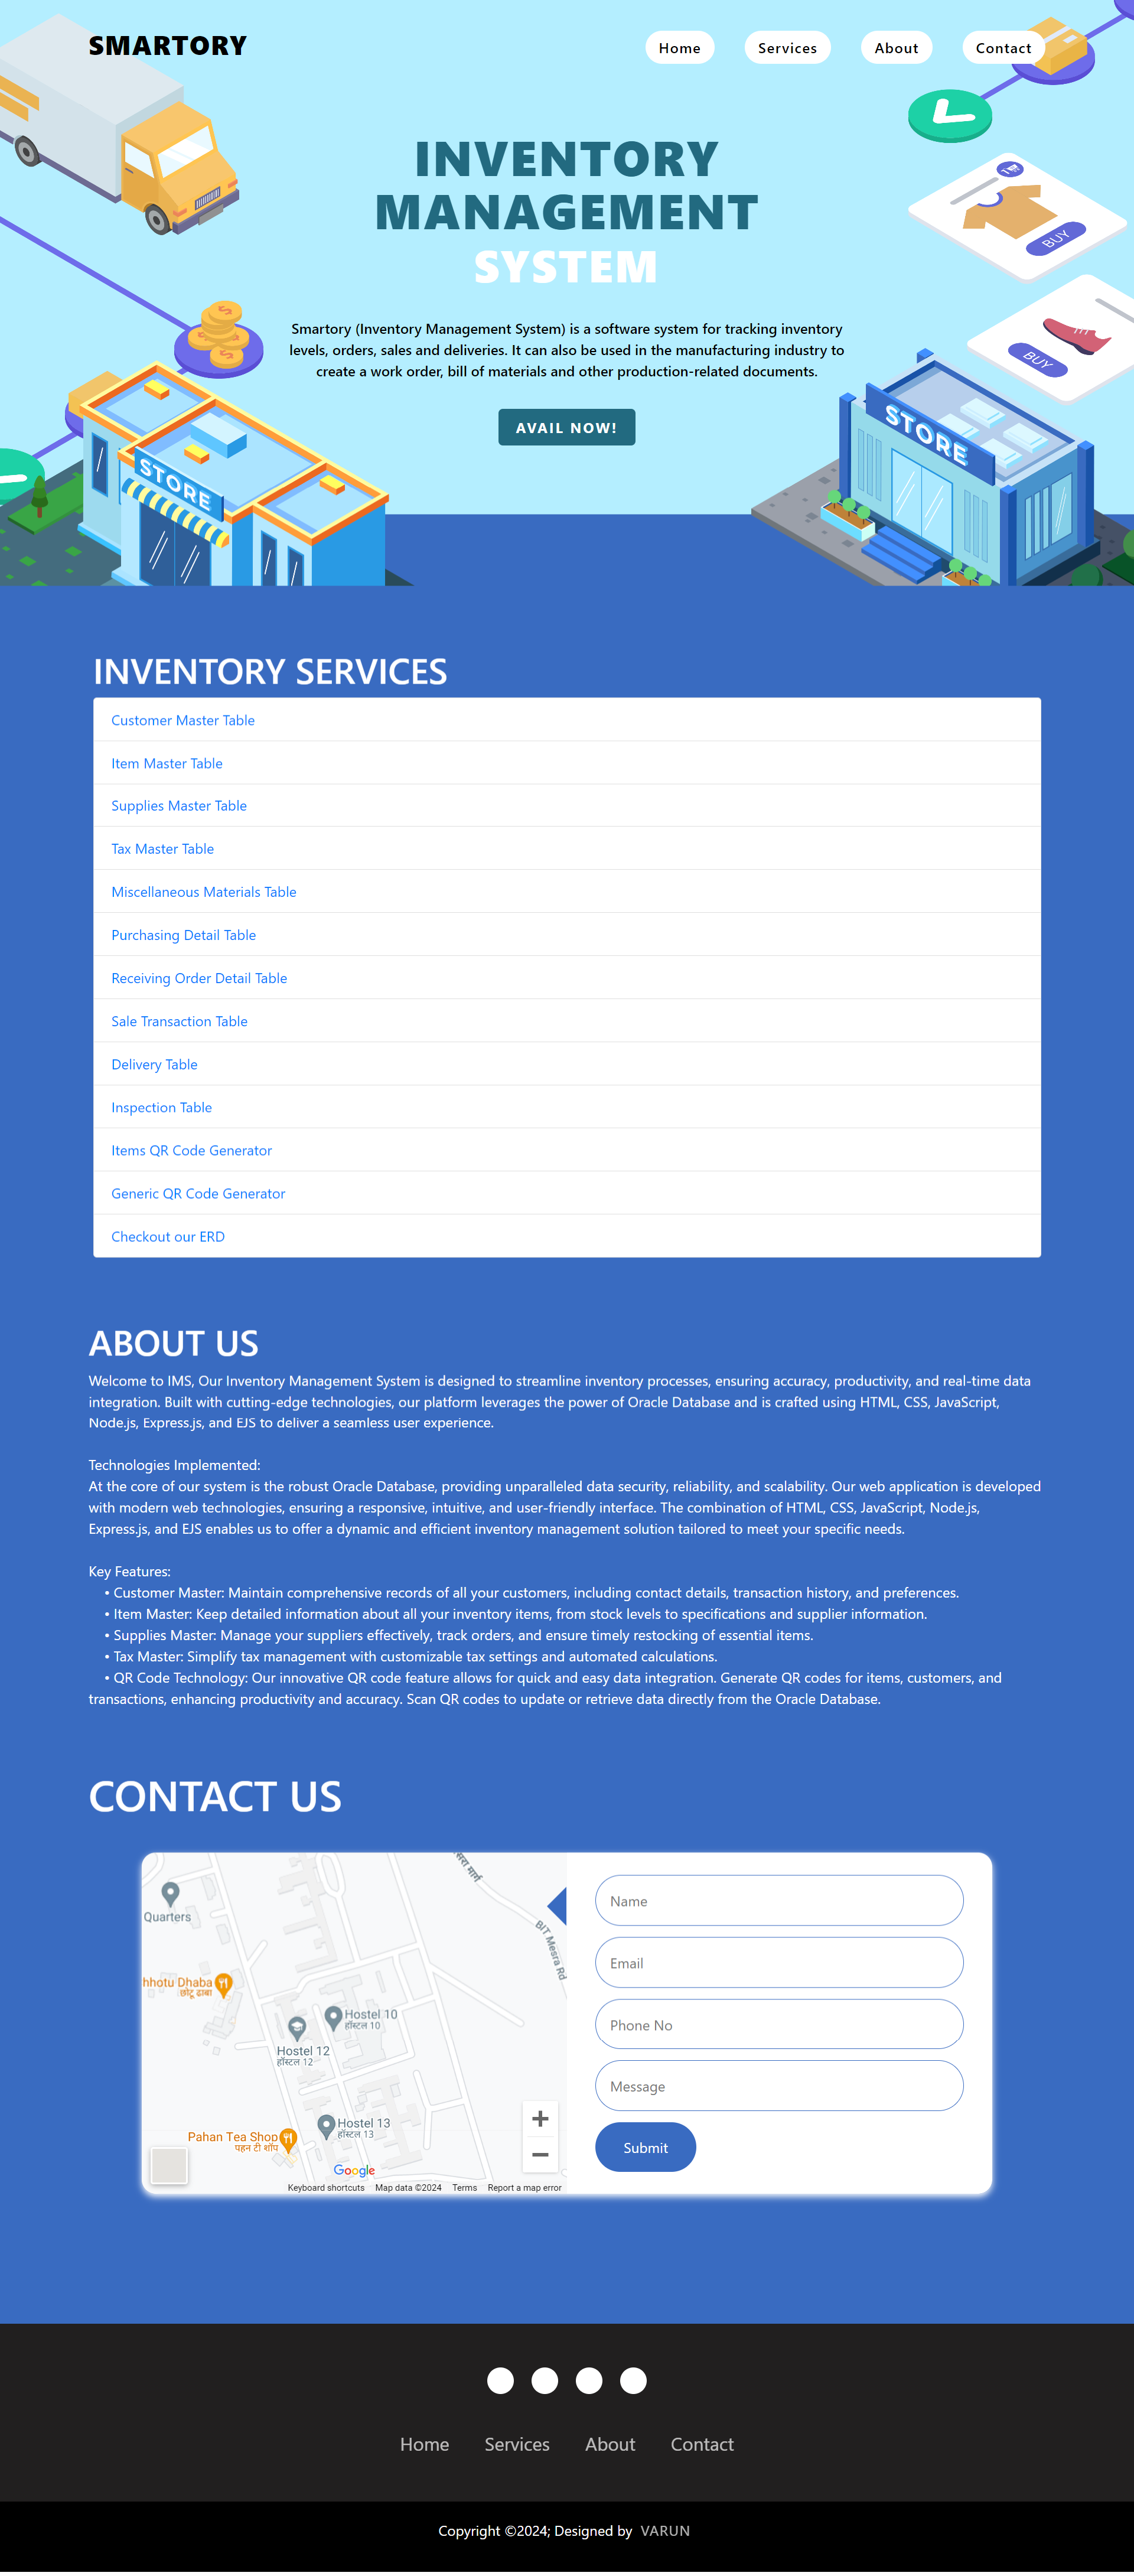 SMARTORY
Home
Services
About
Contact
INVENTORY
MANAGEMENT
SYSTEM
Smartory (Inventory Management System) is a software system for tracking inventory
levels, orders, sales and deliveries. It can also be used in the manufacturing industry to
create a work order, bill of materials and other production-related documents.
AVAIL NOW!
BUY
BUY
STORE
STORE
INVENTORY SERVICES
Customer Master Table
Item Master Table
Supplies Master Table
Tax Master Table
Miscellaneous Materials Table
Purchasing Detail Table
Receiving Order Detail Table
Sale Transaction Table
Delivery Table
Inspection Table
Items QR Code Generator
Generic QR Code Generator
Checkout our ERD
ABOUT US
Welcome to IMS, Our Inventory Management System is designed to streamline inventory processes, ensuring accuracy, productivity, and real-time data
integration. Built with cutting-edge technologies, our platform leverages the power of Oracle Database and is crafted using HTML, CSS, JavaScript,
Node.js, Express.js, and EJS to deliver a seamless user experience.
Technologies Implemented:
At the core of our system is the robust Oracle Database, providing unparalleled data security, reliability, and scalability. Our web application is developed
with modern web technologies, ensuring a responsive, intuitive, and user-friendly interface. The combination of HTML, CSS, JavaScript, Node.js,
Express.js, and EJS enables us to offer a dynamic and efficient inventory management solution tailored to meet your specific needs.
Key Features:
• Customer Master: Maintain comprehensive records of all your customers, including contact details, transaction history, and preferences.
• Item Master: Keep detailed information about all your inventory items, from stock levels to specifications and supplier information.
• Supplies Master: Manage your suppliers effectively, track orders, and ensure timely restocking of essential items.
• Tax Master: Simplify tax management with customizable tax settings and automated calculations.
• QR Code Technology: Our innovative QR code feature allows for quick and easy data integration. Generate QR codes for items, customers, and
transactions, enhancing productivity and accuracy. Scan QR codes to update or retrieve data directly from the Oracle Database.
CONTACT US
Quarters
मार्ग
BIT Mesra Rd
hhotu Dhaba
छोटू ढाबा
Hostel 10
हॉस्टल 10
Hostel 12
हॉस्टल 12
Hostel 13
हॉस्टल 13
Pahan Tea Shop
पहन टी शॉप
Google
Keyboard shortcuts
Map data ©2024
Terms
Report a map error
Name
Email
Phone No
Message
Submit
Home
Services
About
Contact
Copyright ©2024; Designed by VARUN